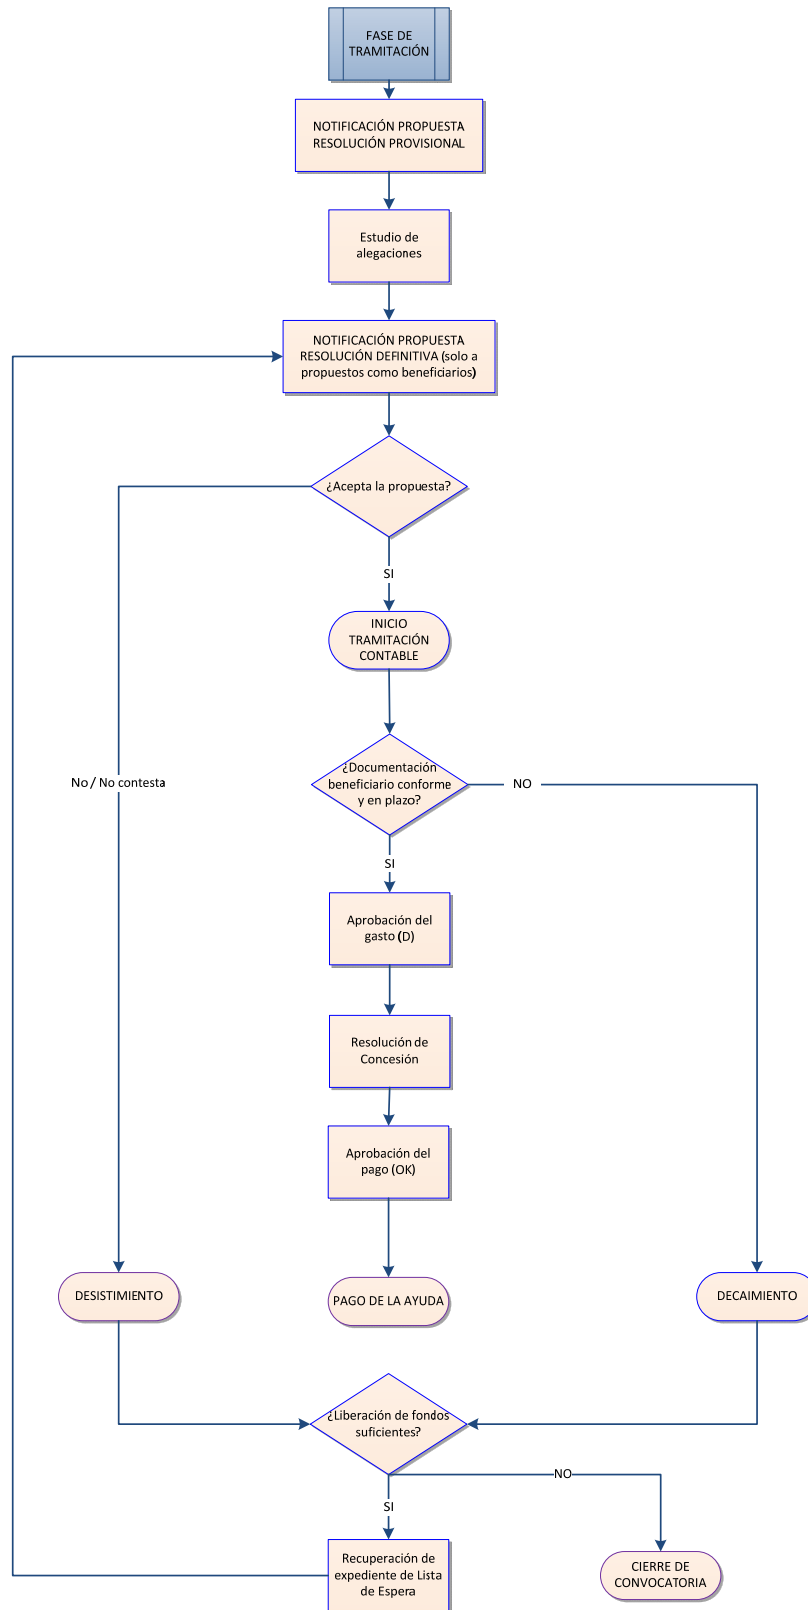 FASE DE
TRAMITACIÓN
NOTIFICACIÓN PROPUESTA
RESOLUCIÓN PROVISIONAL
Estudio de
alegaciones
NOTIFICACIÓN PROPUESTA
RESOLUCIÓN DEFINITIVA (solo a
propuestos como beneficiarios)
¿Acepta la propuesta?
SI
INICIO
TRAMITACIÓN
CONTABLE
No / No contesta
¿Documentación
beneficiario conforme
y en plazo?
NO
SI
Aprobación del
gasto (D)
Resolución de
Concesión
Aprobación del
pago (OK)
DESISTIMIENTO
PAGO DE LA AYUDA
DECAIMIENTO
¿Liberación de fondos
suficientes?
NO
SI
Recuperación de
expediente de Lista
de Espera
CIERRE DE
CONVOCATORIA